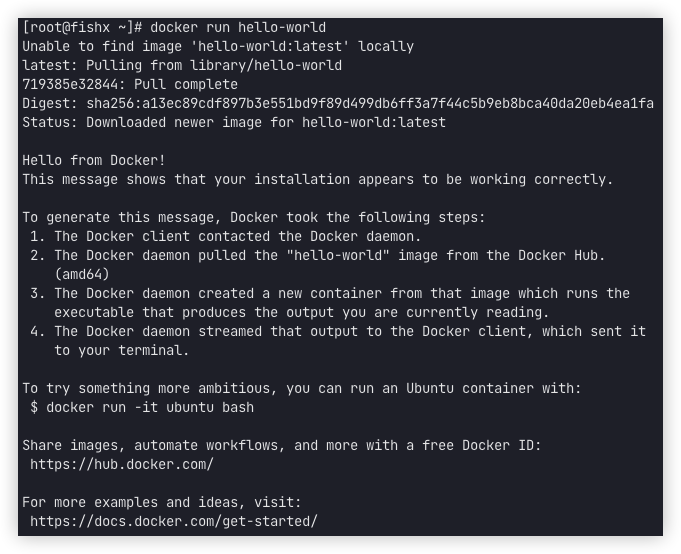 [root@fishx ~]# docker run hello-world
Unable to find image 'hello-world:latest' locally
latest: Pulling from library/hello-world
719385e32844: Pull complete
Digest: sha256:a13ec89cdf897b3e551bd9f89d499db6ff3a7f44c5b9eb8bca40da20eb4ea1fa
Status: Downloaded newer image for hello-world:latest

Hello from Docker!
This message shows that your installation appears to be working correctly.

To generate this message, Docker took the following steps:
 1. The Docker client contacted the Docker daemon.
 2. The Docker daemon pulled the "hello-world" image from the Docker Hub.
    (amd64)
 3. The Docker daemon created a new container from that image which runs the
    executable that produces the output you are currently reading.
 4. The Docker daemon streamed that output to the Docker client, which sent it
    to your terminal.

To try something more ambitious, you can run an Ubuntu container with:
 $ docker run -it ubuntu bash

Share images, automate workflows, and more with a free Docker ID:
 https://hub.docker.com/

For more examples and ideas, visit:
 https://docs.docker.com/get-started/